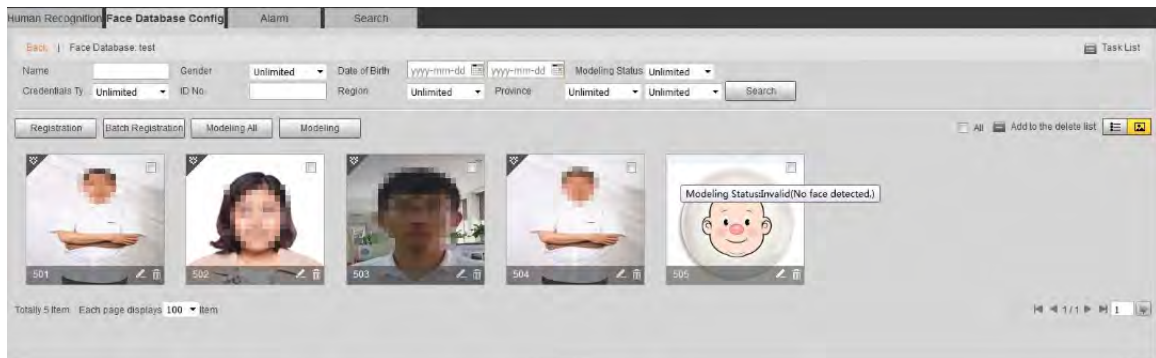 Human Recognition Face Database Config Alarm Search
Back | Face Database: test Task List
Name Gender Unlimited Date of Birth yyyy-mm-dd yyyy-mm-dd Modeling Status Unlimited
Credentials Ty Unlimited ID No. Region Unlimited Province Unlimited Unlimited Search
Registration Batch Registration Modeling All Modeling All Add to the delete list
Modeling Status:Invalid(No face detected.)
501 502 503 504 505
Totally 5 Item Each page displays 100 Item 1/1 1